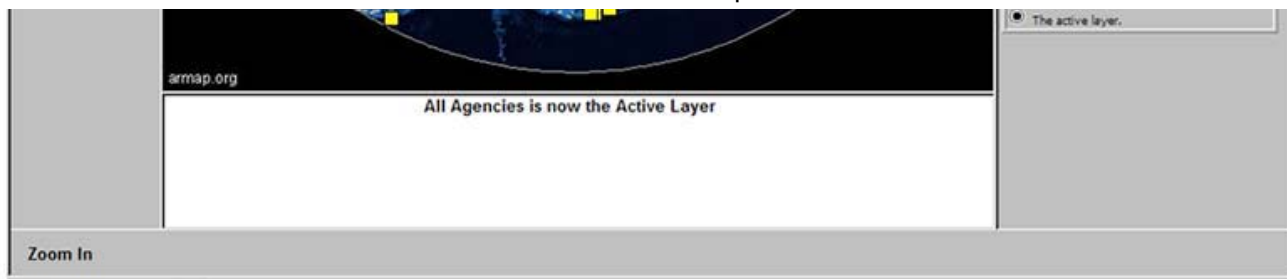 The active layer.
armap.org
All Agencies is now the Active Layer
Zoom In